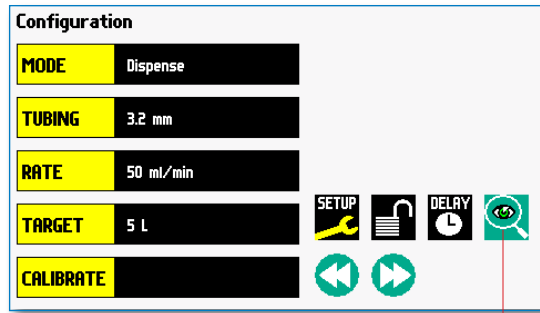 Configuration
MODE Dispense
TUBING 3.2 mm
RATE 50 ml/min
TARGET 5 L
SETUP DELAY
CALIBRATE